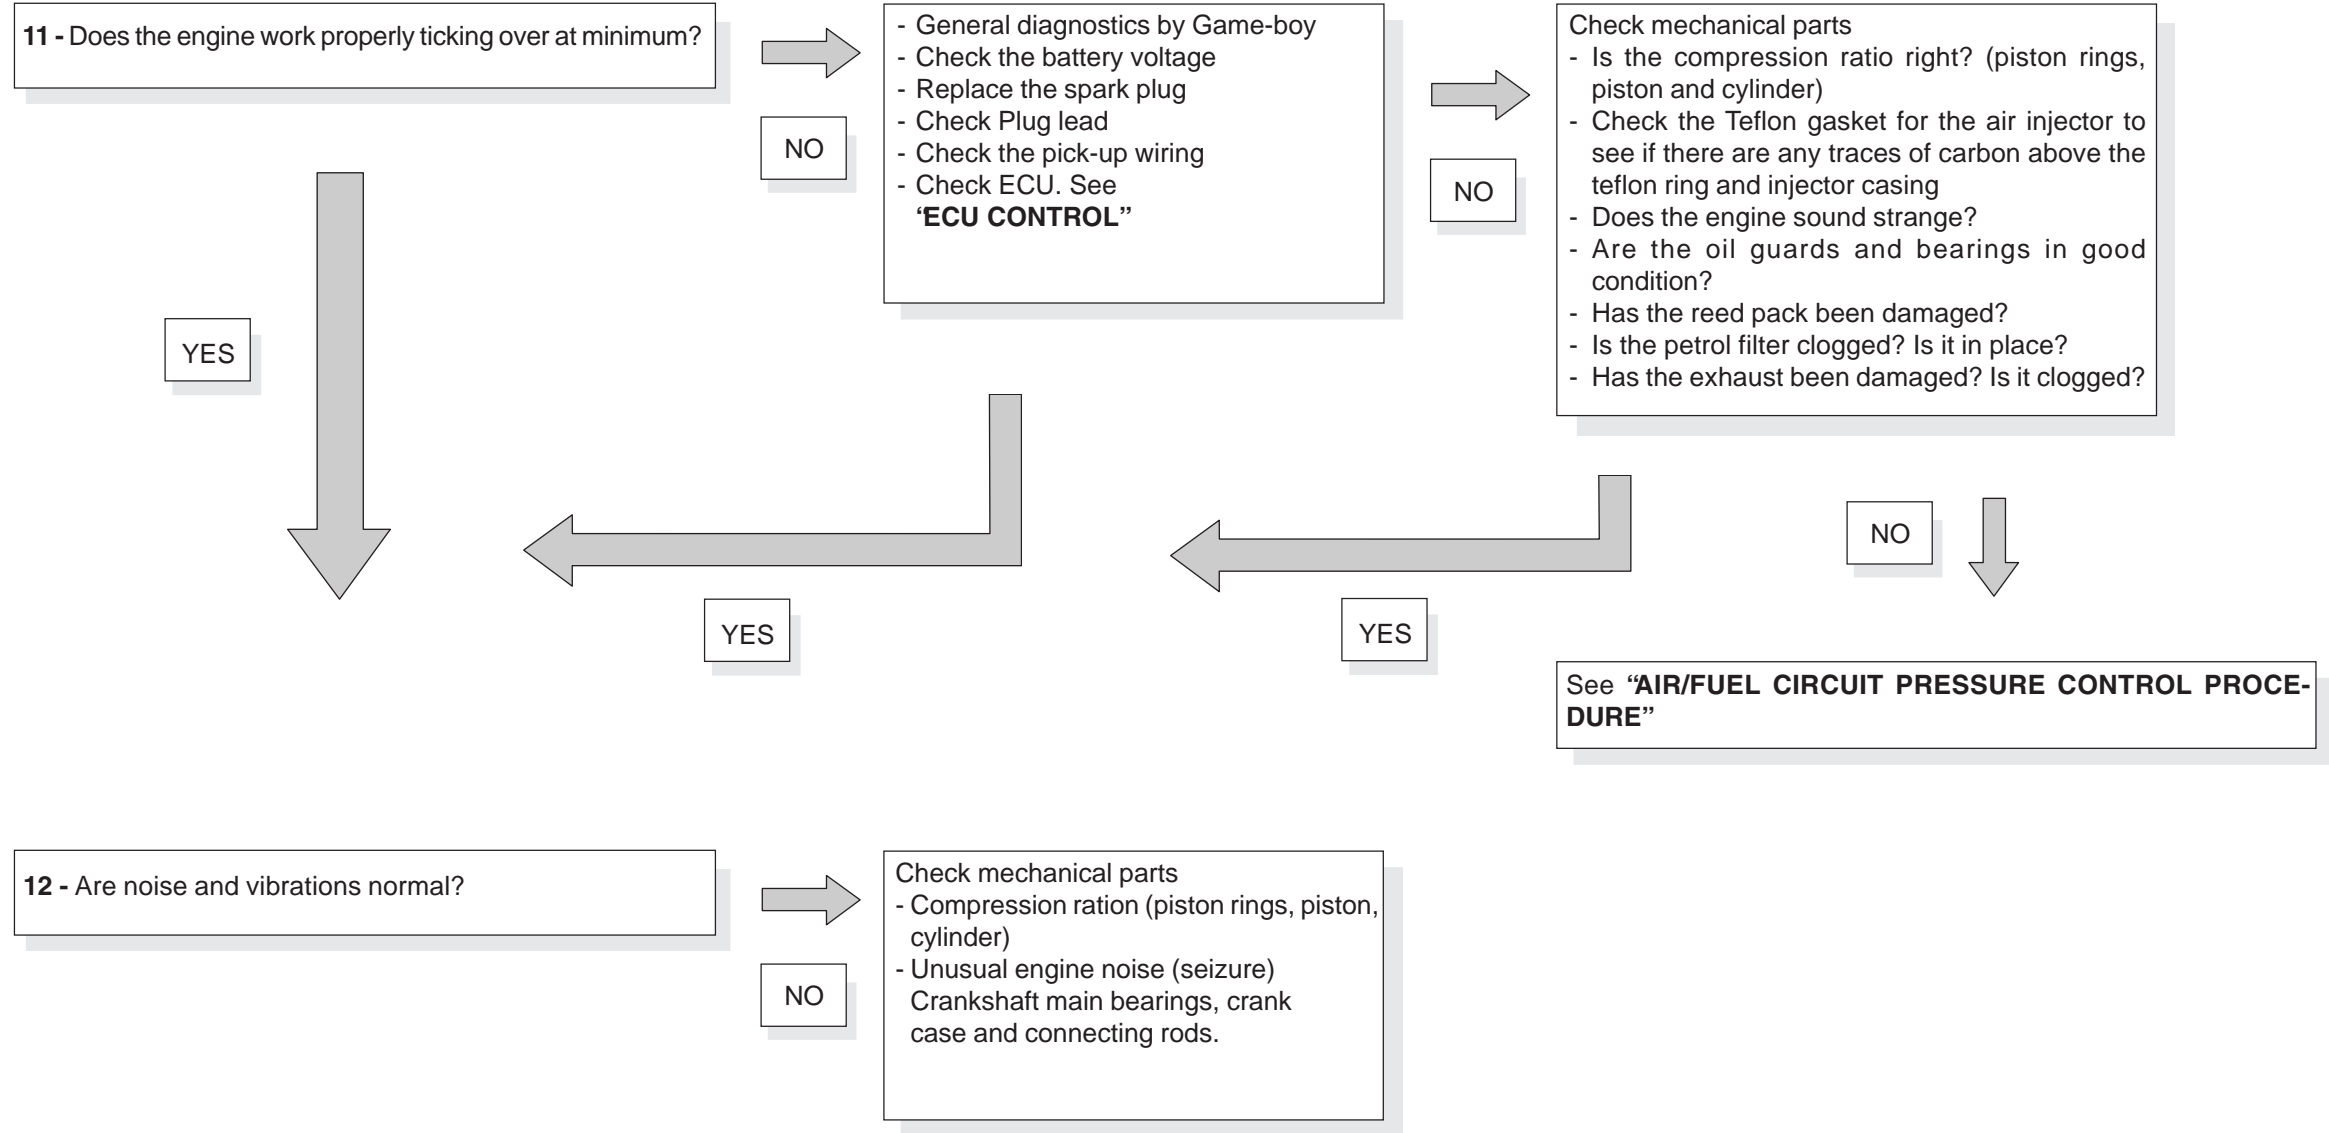 11 - Does the engine work properly ticking over at minimum?
NO
- General diagnostics by Game-boy
- Check the battery voltage
- Replace the spark plug
- Check Plug lead
- Check the pick-up wiring
- Check ECU. See
“ECU CONTROL”
NO
Check mechanical parts
- Is the compression ratio right? (piston rings,
piston and cylinder)
- Check the Teflon gasket for the air injector to
see if there are any traces of carbon above the
teflon ring and injector casing
- Does the engine sound strange?
- Are the oil guards and bearings in good
condition?
- Has the reed pack been damaged?
- Is the petrol filter clogged? Is it in place?
- Has the exhaust been damaged? Is it clogged?
YES
YES
YES
NO
See “AIR/FUEL CIRCUIT PRESSURE CONTROL PROCE-
DURE”
12 - Are noise and vibrations normal?
NO
Check mechanical parts
- Compression ration (piston rings, piston,
cylinder)
- Unusual engine noise (seizure)
Crankshaft main bearings, crank
case and connecting rods.